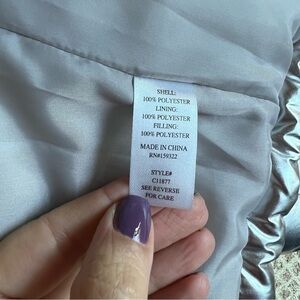 SHELL:
100% POLYESTER
LINING:
100% POLYESTER
FILLING:
100% POLYESTER
MADE IN CHINA
RN#159322
STYLE#
C11877
SEE REVERSE
FOR CARE